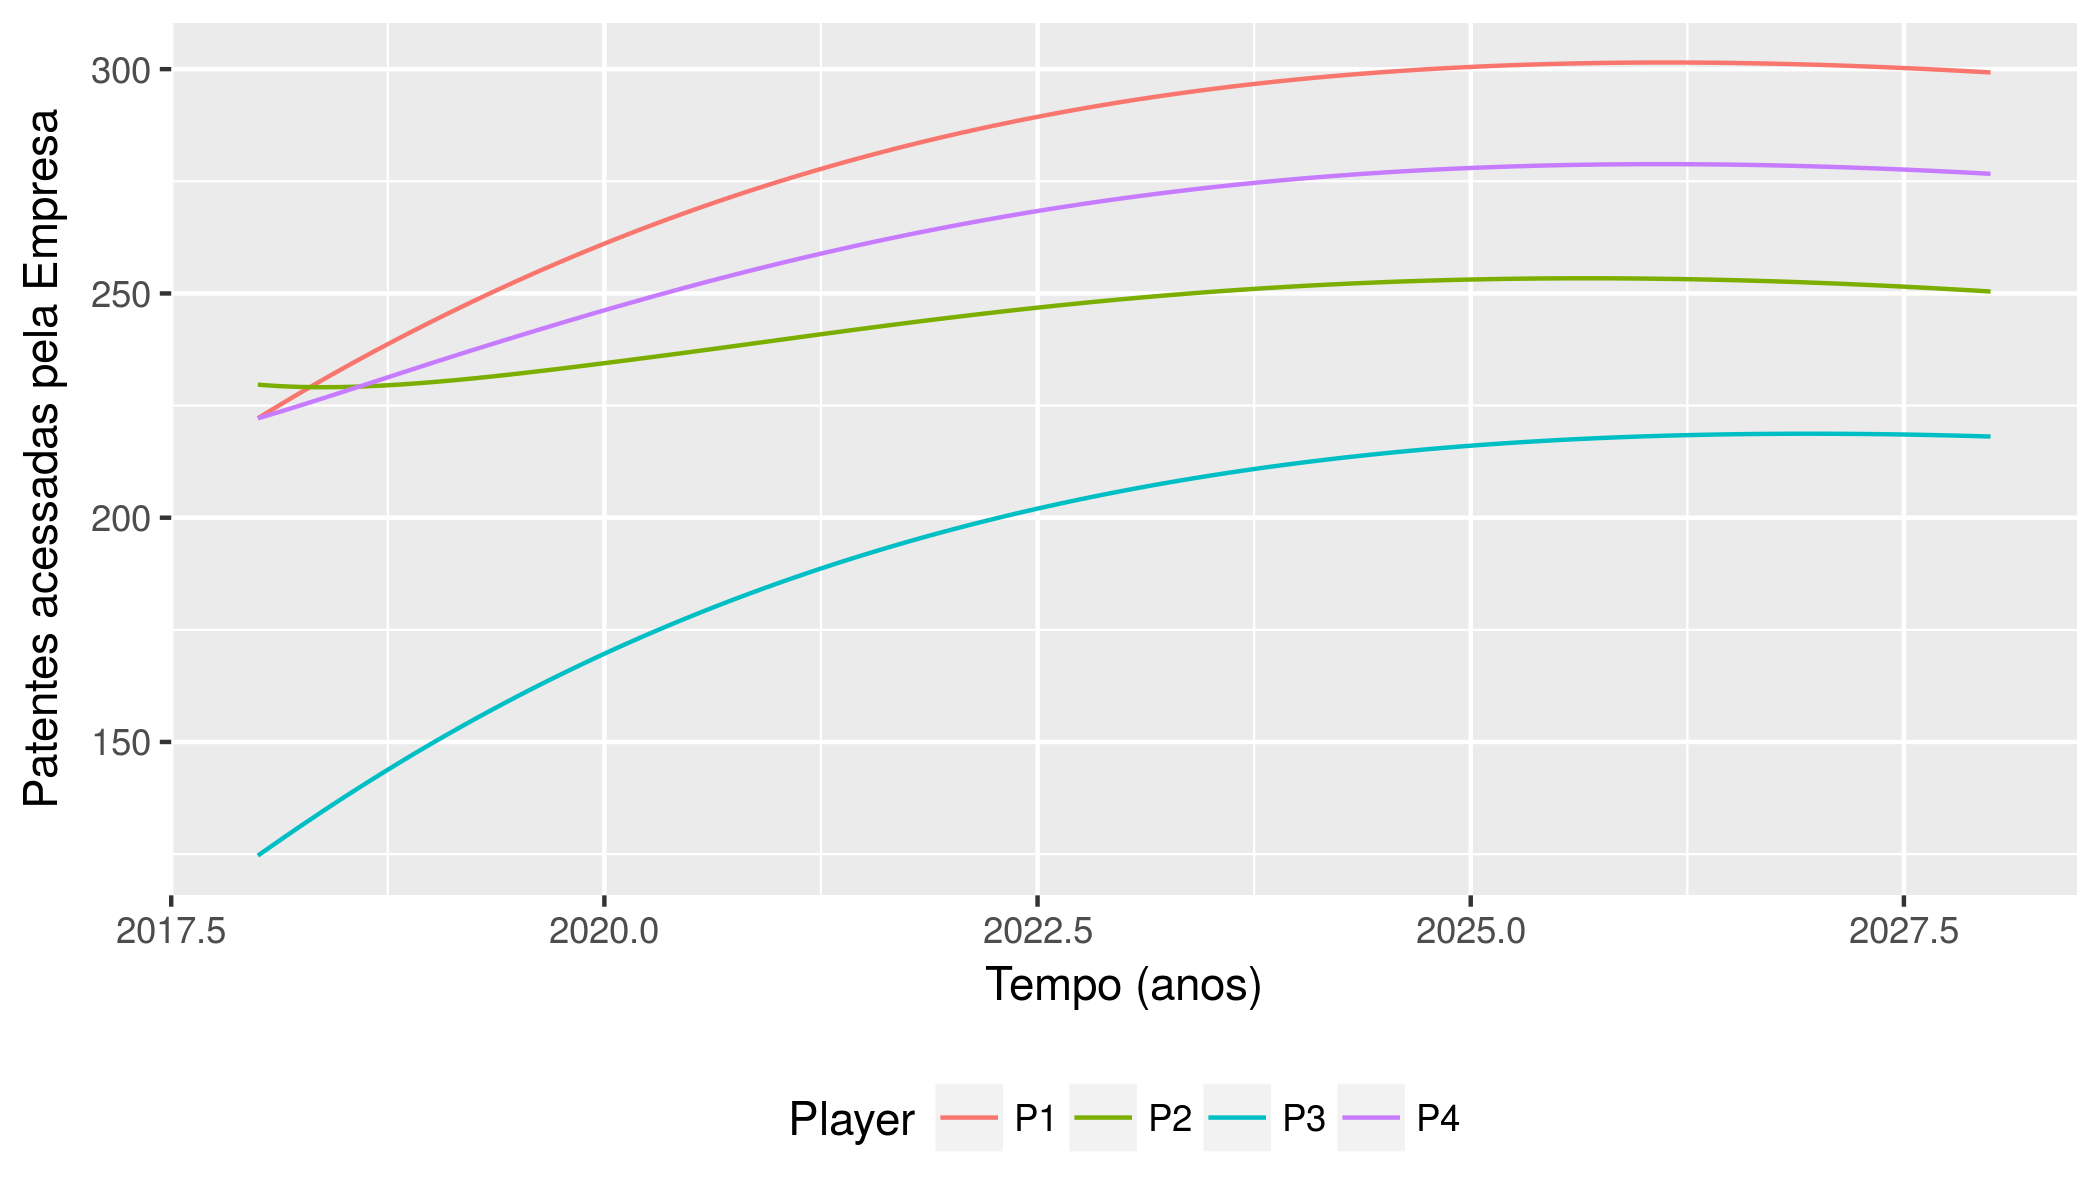 Patentes acessadas pela Empresa
300
250
200
150
2017.5 2020.0 2022.5 2025.0 2027.5
Tempo (anos)
Player P1 P2 P3 P4